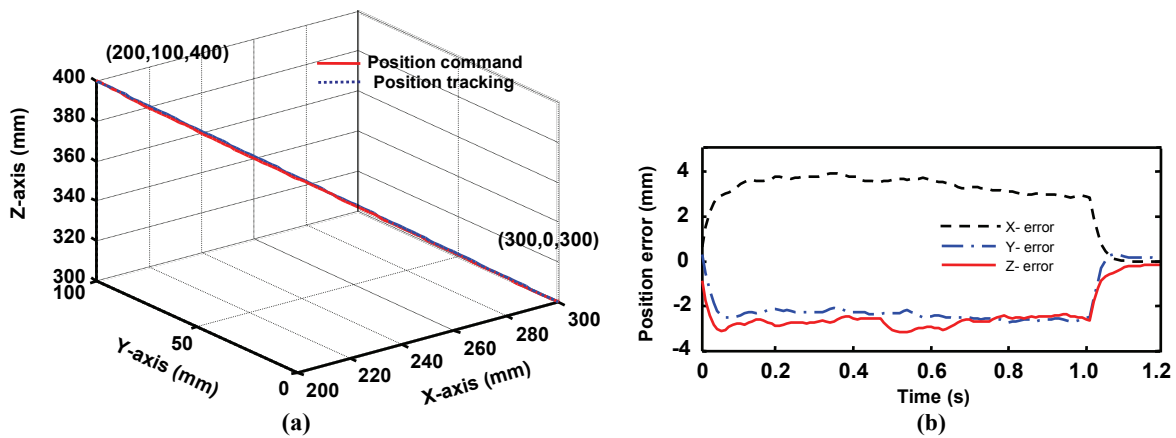 (200,100,400)
Position command
Position tracking
400
380
360
340
320
300
Z-axis (mm)
(300,0,300)
100
50
0
Y-axis (mm)
200
220
240
260
280
300
X-axis (mm)
(a)
4
2
0
-2
-4
Position error (mm)
X- error
Y- error
Z- error
0 0.2 0.4 0.6 0.8 1.0 1.2
Time (s)
(b)